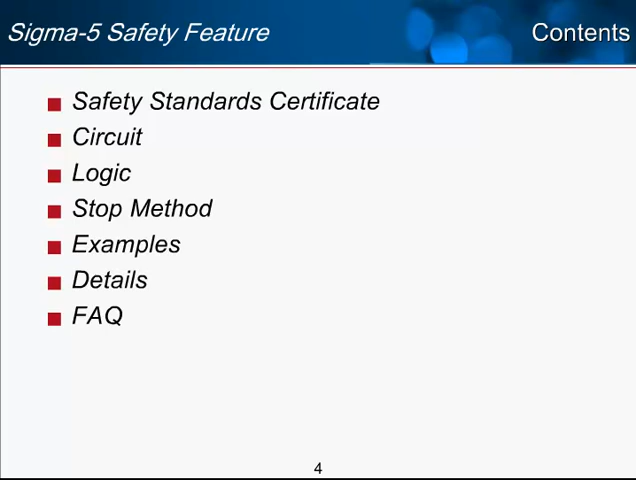 Sigma-5 Safety Feature
Contents
Safety Standards Certificate
Circuit
Logic
Stop Method
Examples
Details
FAQ
4